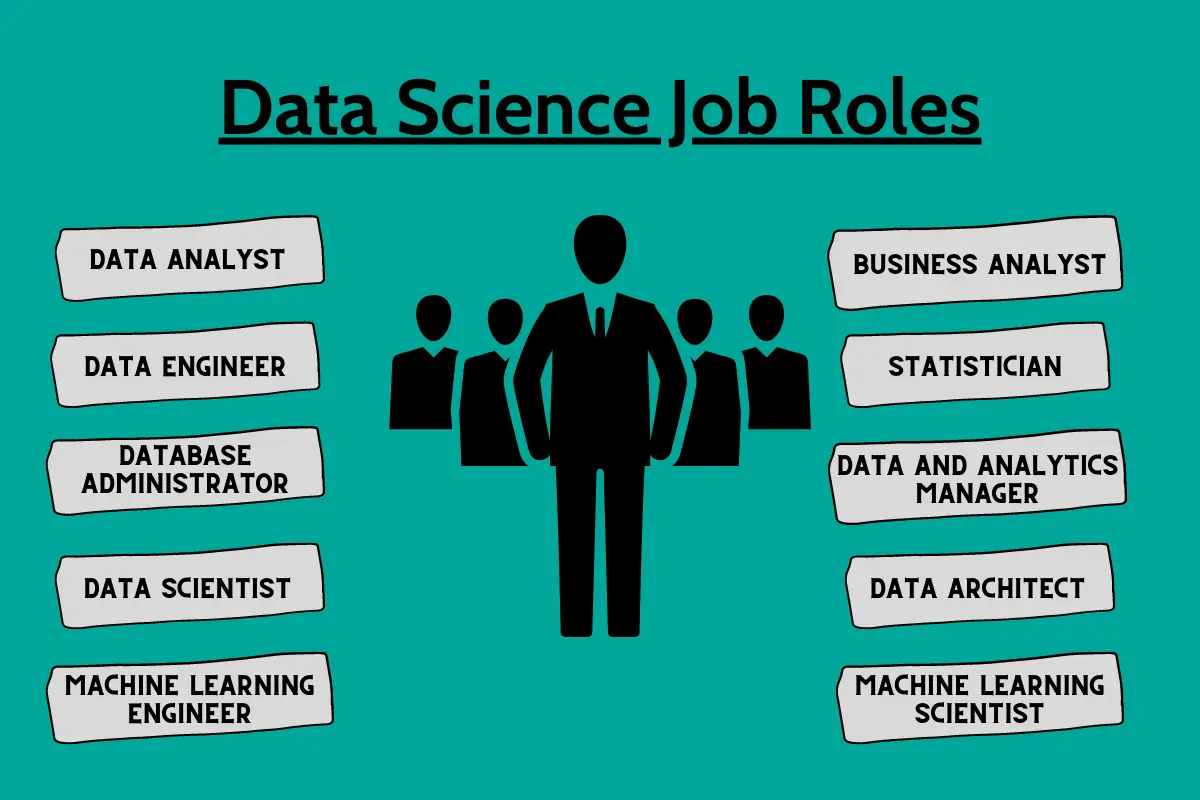 Data Science Job Roles
DATA ANALYST
DATA ENGINEER
DATABASE
ADMINISTRATOR
DATA SCIENTIST
MACHINE LEARNING
ENGINEER
BUSINESS ANALYST
STATISTICIAN
DATA AND ANALYTICS
MANAGER
DATA ARCHITECT
MACHINE LEARNING
SCIENTIST